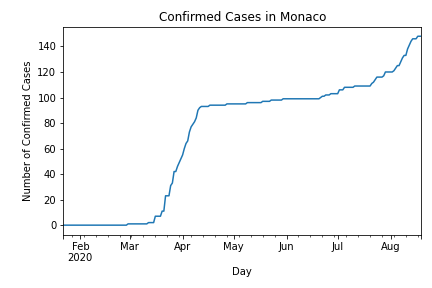 Confirmed Cases in Monaco
Number of Confirmed Cases
140
120
100
80
60
40
20
0
Feb Mar Apr May Jun Jul Aug
2020
Day